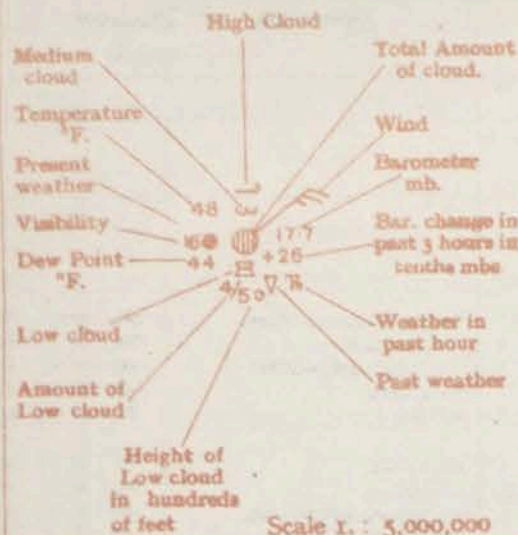 High Cloud
Medium
cloud
Total Amount
of cloud.
Temperature
°F.
Wind
Present
weather
Barometer
mb.
48
Visibility
16
17.7
Bar. change in
past 3 hours in
tenths mbs
+26
Dew Point
°F.
44
4/50
Low cloud
Weather in
past hour
Amount of
Low cloud
Past weather
Height of
Low cloud
in hundreds
of feet
Scale 1. : 5,000,000